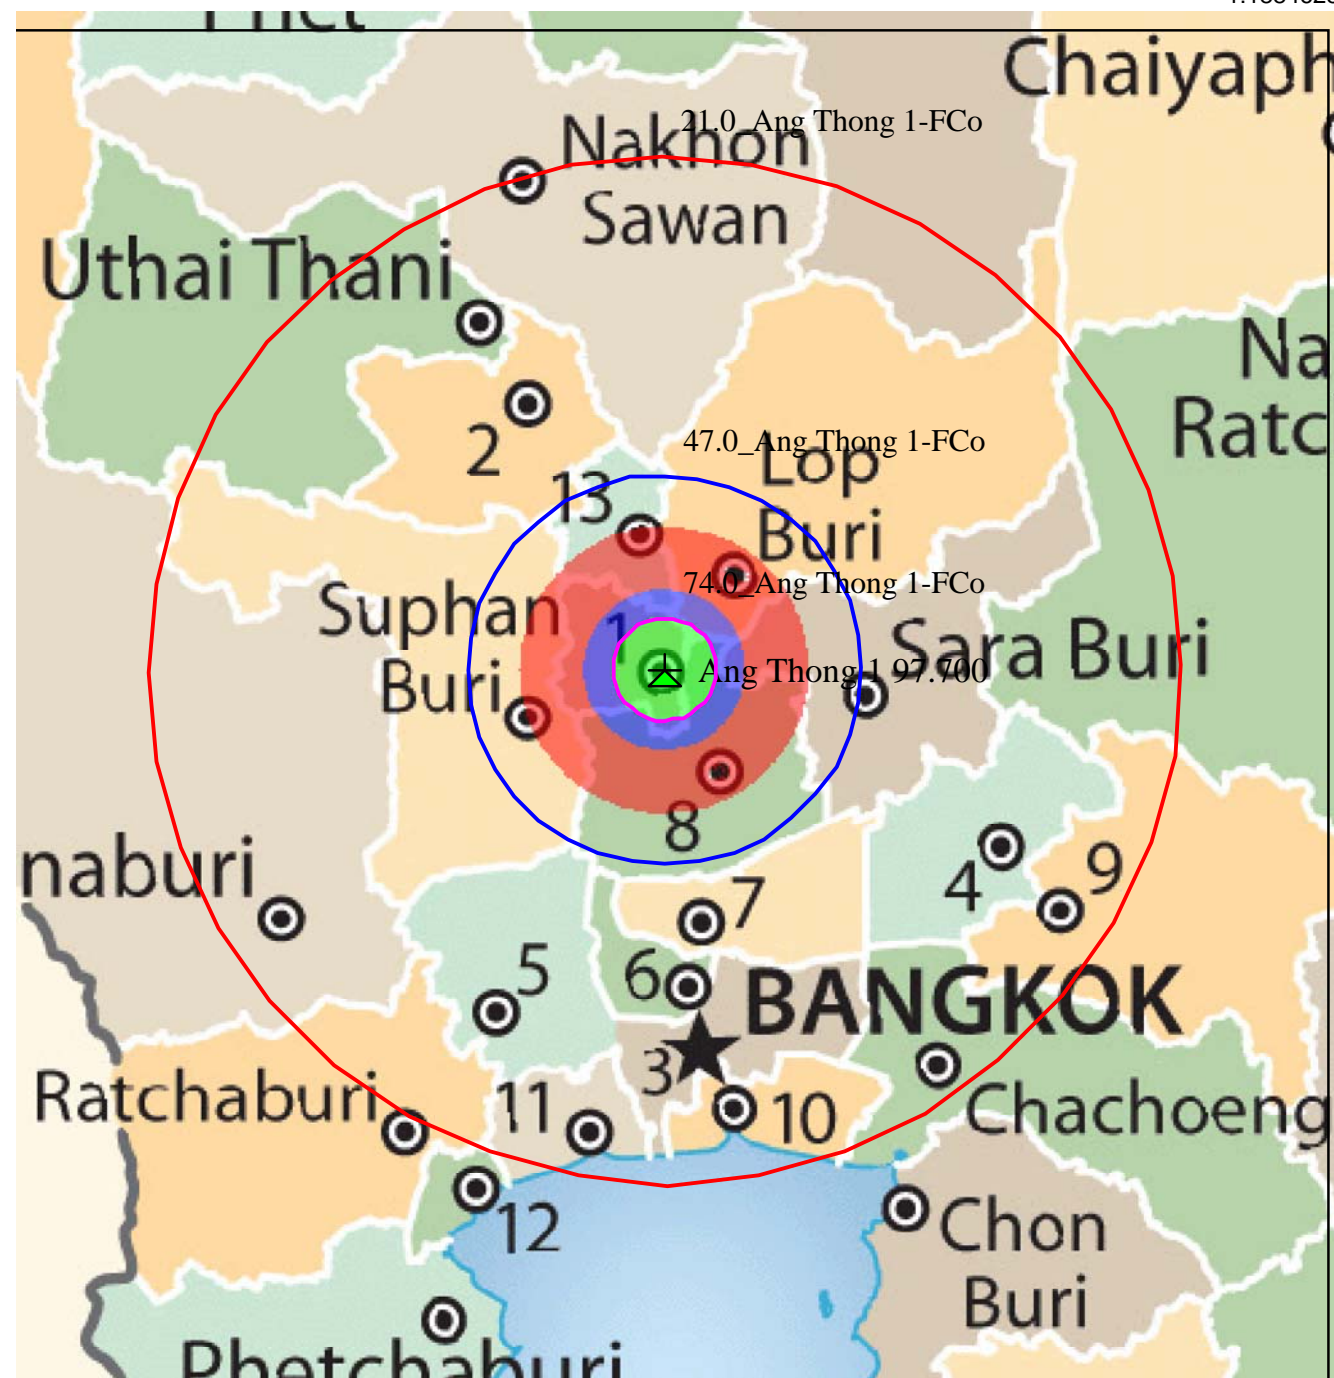 Chaiyaph
21.0_Ang Thong 1-FCo
Nakhon
Sawan
Uthai Thani
Na
Ratc
2
47.0_Ang Thong 1-FCo
Lop
Buri
13
74.0_Ang Thong 1-FCo
Suphan
Buri
1
Sara Buri
Ang Thong 1 97.700
8
naburi
4
9
7
5
6
BANGKOK
3
Ratchaburi
11
10
Chachoeng
12
Chon
Buri
Phetchaburi